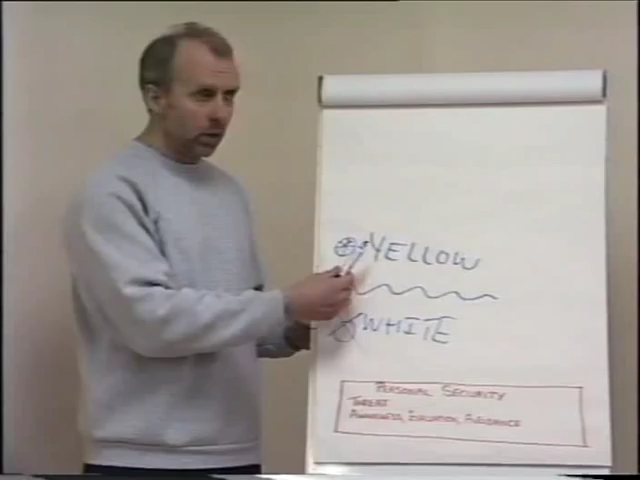 YELLOW
WHITE
PERSONAL SECURITY
THREAT
AWARENESS, EVALUATION, AVOIDANCE